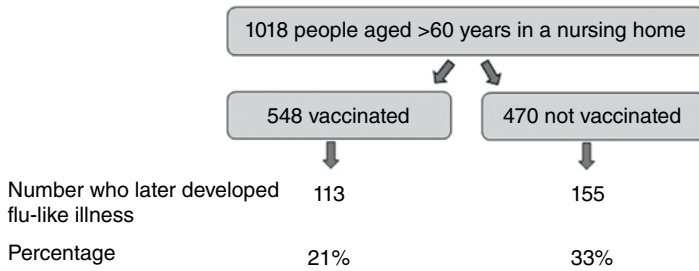 1018 people aged >60 years in a nursing home
548 vaccinated
470 not vaccinated
Number who later developed
flu-like illness
113
155
Percentage
21%
33%